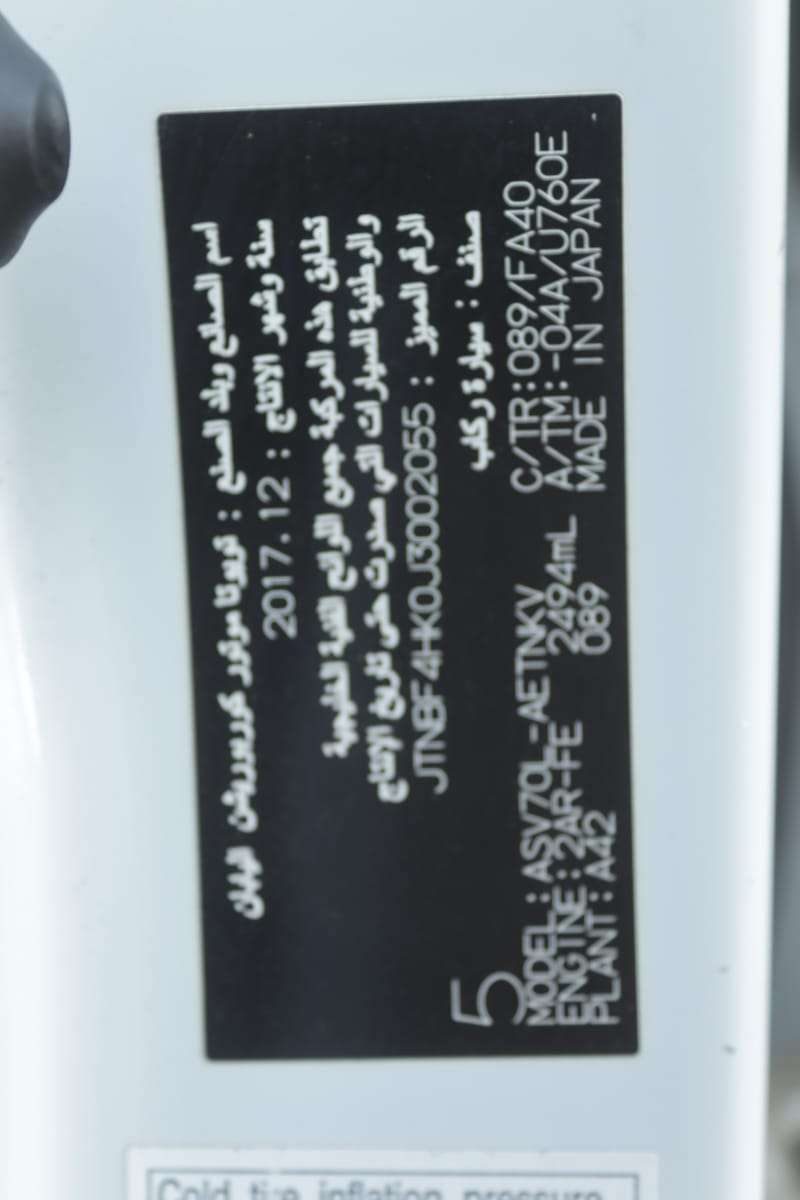 اسم الصانع وبلد الصنع : تويوتا موتور كوربوريشن اليابان
سنة وشهر الانتاج : 2017.12
تطابق هذه المركبة جميع اللوائح الفنية الخليجية
والوطنية للسيارات التي صدرت حتى تاريخ الإنتاج
الرقم المميز : JTNBF4HK0J3002055
صنف : سيارة ركاب
5
MODEL:ASV70L-AETNKV C/TR:089/FA40
ENGINE:2AR-FE 2494mL A/TM:-04A/U760E
PLANT:A42 089 MADE IN JAPAN
Cold tire inflation pressure